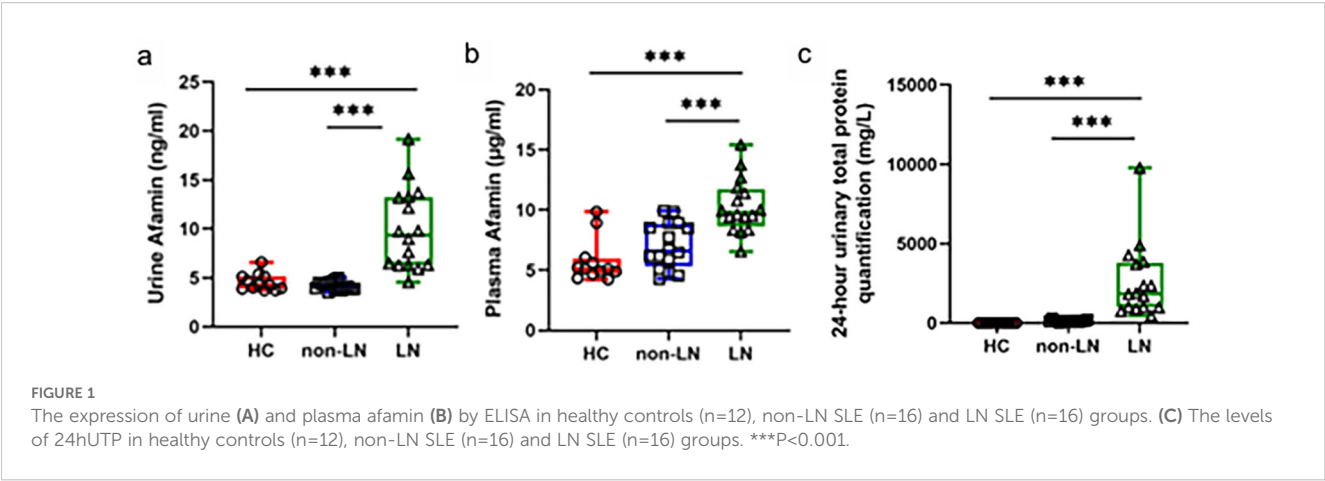 a
Urine Afamin (ng/ml)
25
20
15
10
5
0
***
***
HC non-LN LN
b
Plasma Afamin (μg/ml)
20
15
10
5
0
***
***
HC non-LN LN
c
24-hour urinary total protein
quantification (mg/L)
15000
10000
5000
0
***
***
HC non-LN LN
FIGURE 1
The expression of urine (A) and plasma afamin (B) by ELISA in healthy controls (n=12), non-LN SLE (n=16) and LN SLE (n=16) groups. (C) The levels
of 24hUTP in healthy controls (n=12), non-LN SLE (n=16) and LN SLE (n=16) groups. ***P<0.001.